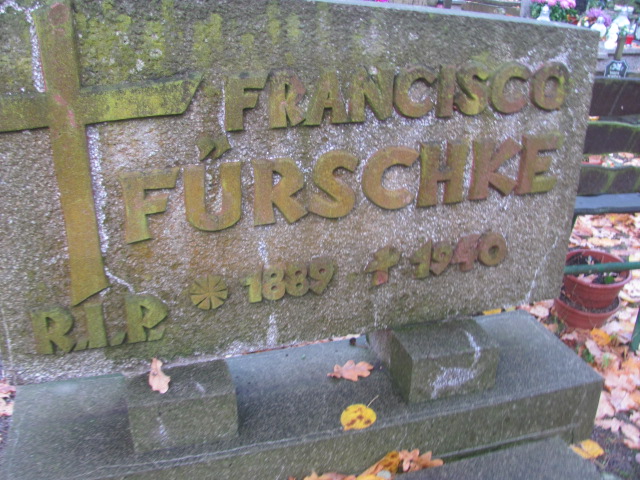 FRANCISCO
FÜRSCHKE
* 1889 + 1940
R.I.P.